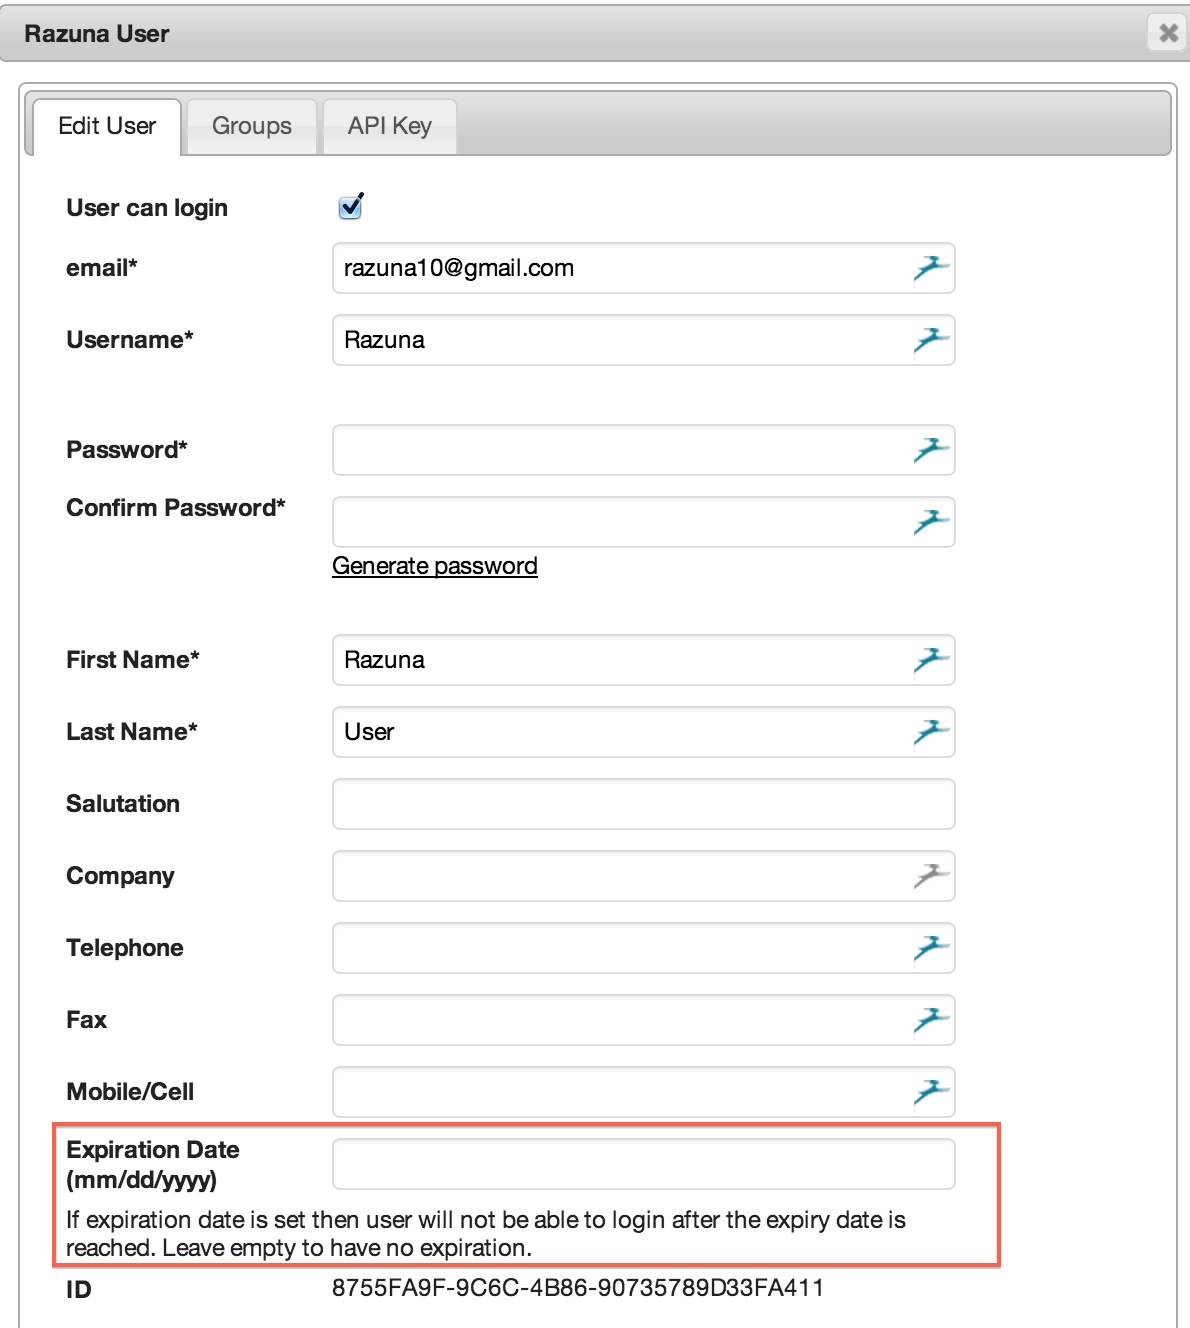 Razuna User
Edit User Groups API Key
User can login
email* razuna10@gmail.com
Username* Razuna
Password*
Confirm Password*
Generate password
First Name* Razuna
Last Name* User
Salutation
Company
Telephone
Fax
Mobile/Cell
Expiration Date
(mm/dd/yyyy)
If expiration date is set then user will not be able to login after the expiry date is
reached. Leave empty to have no expiration.
ID 8755FA9F-9C6C-4B86-90735789D33FA411